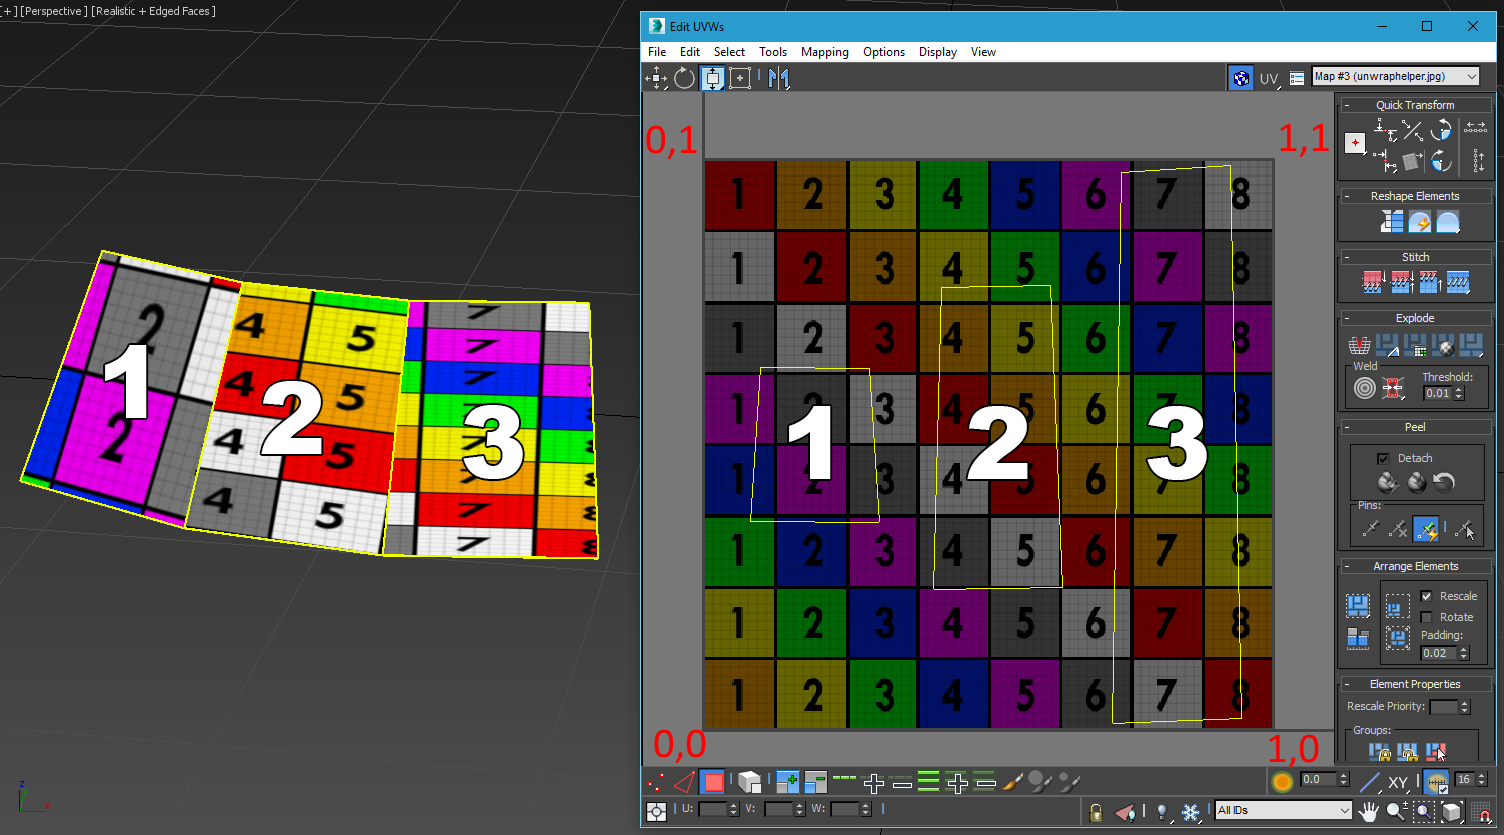 [+] [Perspective] [Realistic + Edged Faces]
Edit UVWs
File Edit Select Tools Mapping Options Display View
UV Map #3 (unwraphelper.jpg)
0,1 1,1
Quick Transform
Reshape Elements
Stitch
Explode
Weld
Threshold:
0.01
Peel
Detach
Pins:
Arrange Elements
Rescale
Rotate
Padding:
0.02
Element Properties
Rescale Priority:
Groups:
1 2 3 4 5 6 7 8
1 2 3 4 5 6 7 8
1 2 3 4 5 6 7 8
1 2 3 4 5 6 7 8
1 2 3 4 5 6 7 8
1 2 3 4 5 6 7 8
1 2 3 4 5 6 7 8
1 2 3 4 5 6 7 8
1 2 3
0,0 1,0
2 4 5 7
2 4 5 7
4 5 7
4 5 7
7
7
7
7
8
8
8
1 2 3
0.0 XY 16
U: V: W: All IDs
z
x